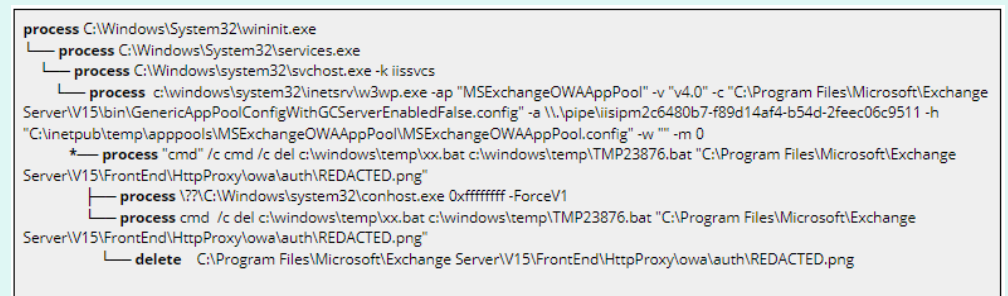 process C:\Windows\System32\wininit.exe
└── process C:\Windows\System32\services.exe
└── process C:\Windows\system32\svchost.exe -k iissvcs
└── process c:\windows\system32\inetsrv\w3wp.exe -ap "MSExchangeOWAAppPool" -v "v4.0" -c "C:\Program Files\Microsoft\Exchange
Server\V15\bin\GenericAppPoolConfigWithGCServerEnabledFalse.config" -a \\.\pipe\iisipm2c6480b7-f89d14af4-b54d-2feec06c9511 -h
"C:\inetpub\temp\apppools\MSExchangeOWAAppPool\MSExchangeOWAAppPool.config" -w "" -m 0
*── process "cmd" /c cmd /c del c:\windows\temp\xx.bat c:\windows\temp\TMP23876.bat "C:\Program Files\Microsoft\Exchange
Server\V15\FrontEnd\HttpProxy\owa\auth\REDACTED.png"
├── process \??\C:\Windows\system32\conhost.exe 0xffffffff -ForceV1
└── process cmd /c del c:\windows\temp\xx.bat c:\windows\temp\TMP23876.bat "C:\Program Files\Microsoft\Exchange
Server\V15\FrontEnd\HttpProxy\owa\auth\REDACTED.png"
└── delete C:\Program Files\Microsoft\Exchange Server\V15\FrontEnd\HttpProxy\owa\auth\REDACTED.png